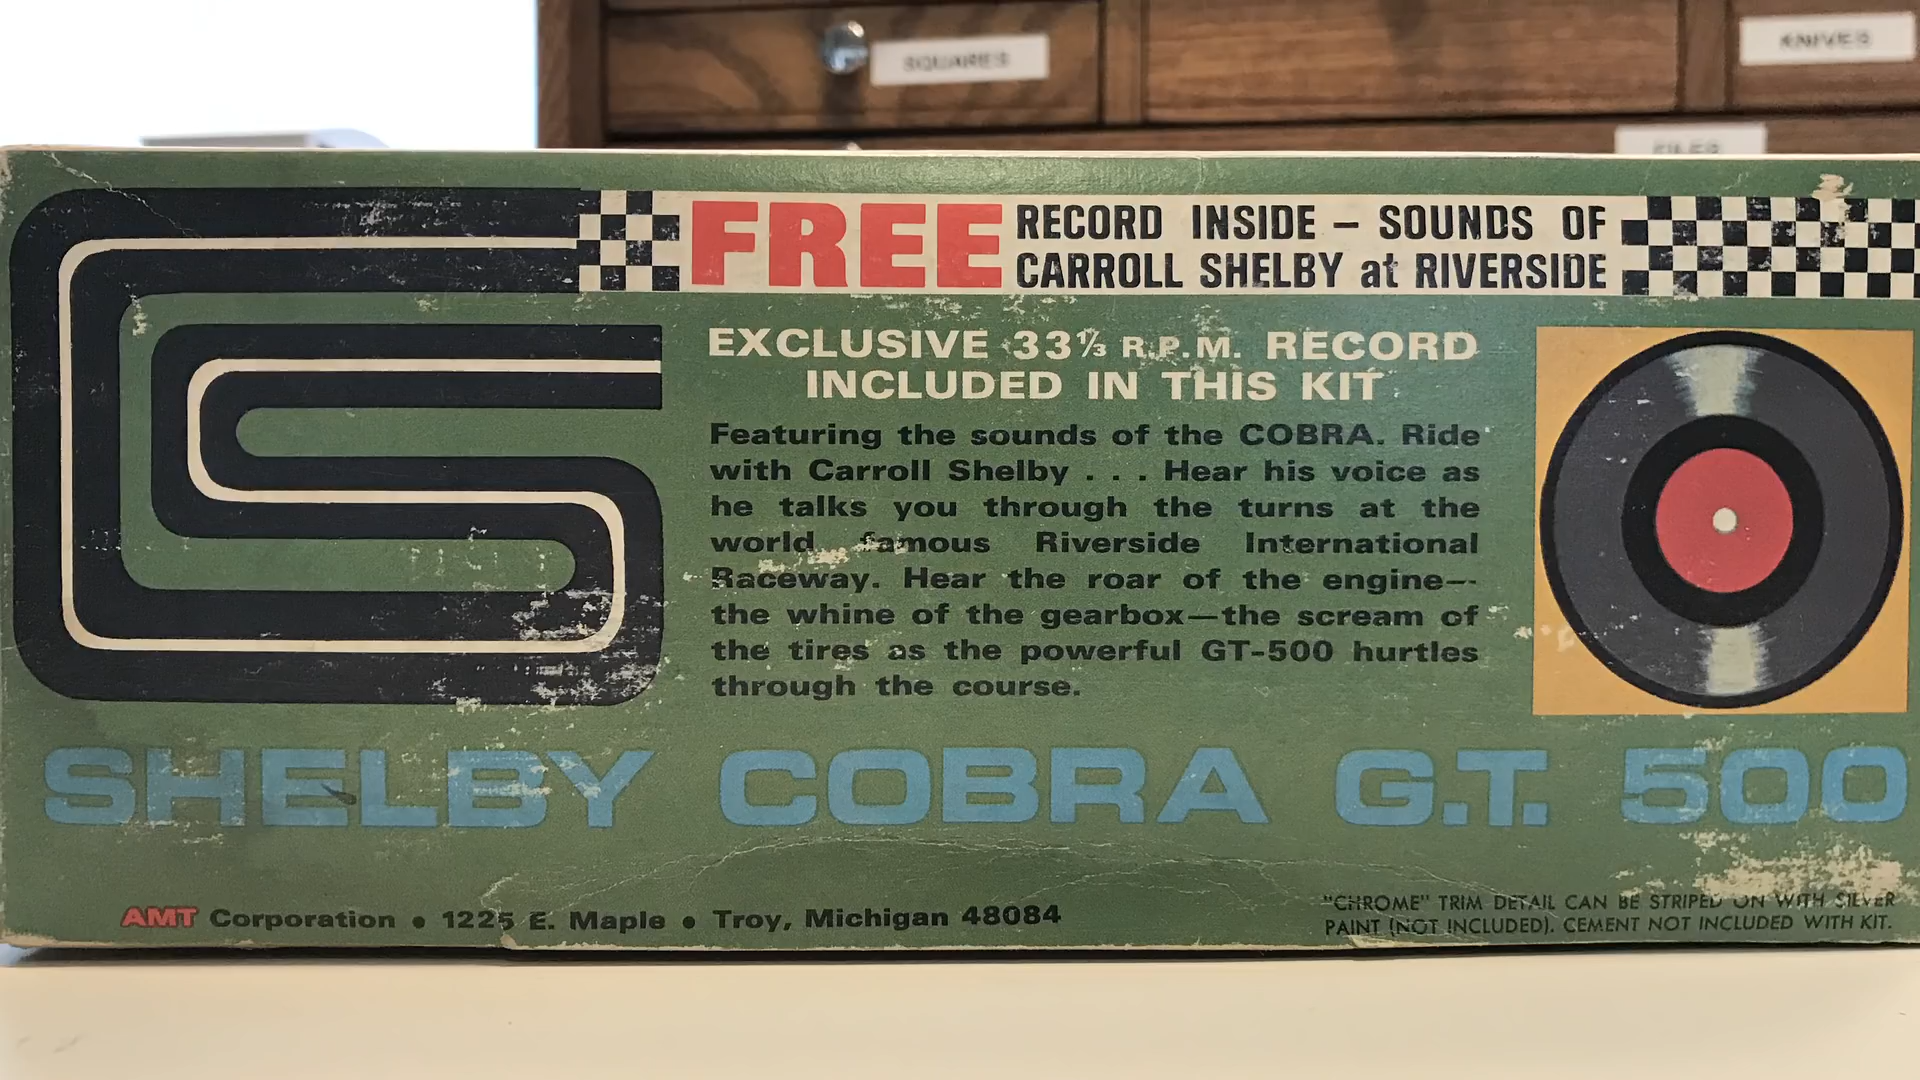 SQUARES
KNIVES
FILES
FREE RECORD INSIDE – SOUNDS OF
CARROLL SHELBY at RIVERSIDE
EXCLUSIVE 33⅓ R.P.M. RECORD
INCLUDED IN THIS KIT
Featuring the sounds of the COBRA. Ride
with Carroll Shelby . . . Hear his voice as
he talks you through the turns at the
world famous Riverside International
Raceway. Hear the roar of the engine—
the whine of the gearbox—the scream of
the tires as the powerful GT-500 hurtles
through the course.
SHELBY COBRA G.T. 500
AMT Corporation • 1225 E. Maple • Troy, Michigan 48084
"CHROME" TRIM DETAIL CAN BE STRIPED ON WITH SILVER
PAINT (NOT INCLUDED). CEMENT NOT INCLUDED WITH KIT.